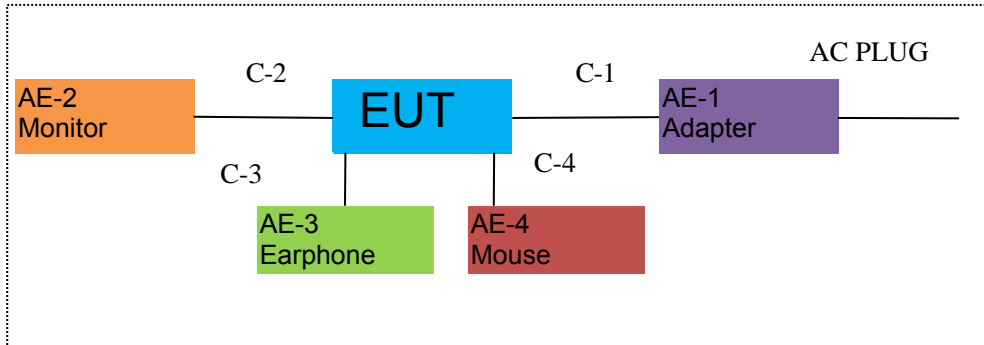 AC PLUG
C-2
C-1
AE-2
Monitor
EUT
AE-1
Adapter
C-3
C-4
AE-3
Earphone
AE-4
Mouse